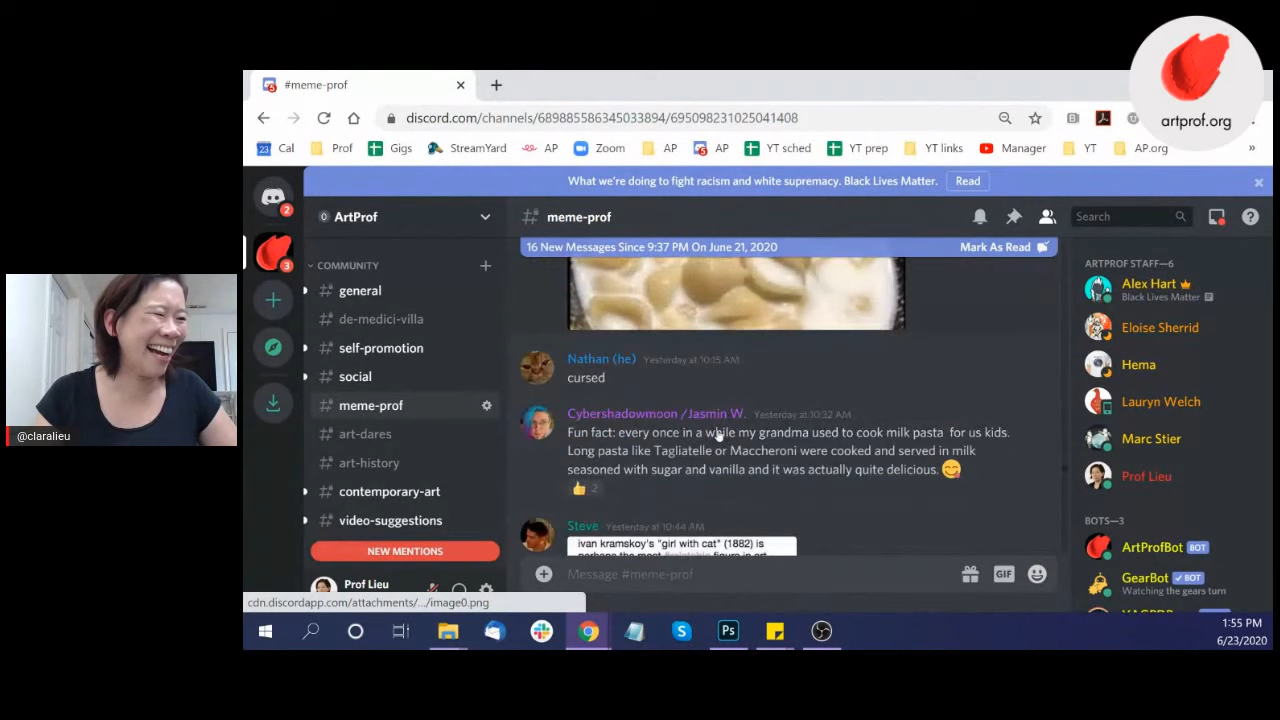 #meme-prof
artprof.org
discord.com/channels/689885586345033894/695098231025041408
23 Cal Prof Gigs StreamYard AP Zoom AP 5 AP YT sched YT prep YT links Manager YT AP.org »
What we're doing to fight racism and white supremacy. Black Lives Matter. Read
ArtProf
# meme-prof
Search
16 New Messages Since 9:37 PM On June 21, 2020 Mark As Read
2
3
COMMUNITY
# general
# de-medici-villa
# self-promotion
# social
# meme-prof
# art-dares
# art-history
# contemporary-art
# video-suggestions
NEW MENTIONS
Prof Lieu
Nathan (he) Yesterday at 10:15 AM
cursed
Cybershadowmoon /Jasmin W. Yesterday at 10:32 AM
Fun fact: every once in a while my grandma used to cook milk pasta for us kids.
Long pasta like Tagliatelle or Maccheroni were cooked and served in milk
seasoned with sugar and vanilla and it was actually quite delicious.
2
Steve Yesterday at 10:44 AM
ivan kramskoy's "girl with cat" (1882) is
Message #meme-prof
GIF
ARTPROF STAFF—6
Alex Hart
Black Lives Matter
Eloise Sherrid
Hema
Lauryn Welch
Marc Stier
Prof Lieu
BOTS—3
ArtProfBot BOT
GearBot BOT
Watching the gears turn
@claralieu
cdn.discordapp.com/attachments/.../image0.png
S
Ps
1:55 PM
6/23/2020